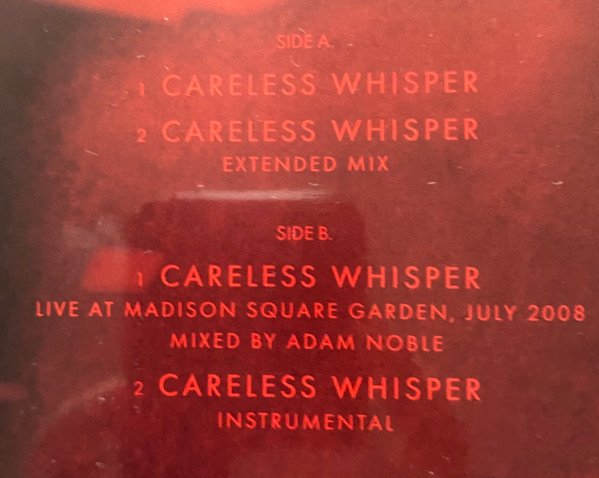 SIDE A.
1 CARELESS WHISPER
2 CARELESS WHISPER
EXTENDED MIX
SIDE B.
1 CARELESS WHISPER
LIVE AT MADISON SQUARE GARDEN, JULY 2008
MIXED BY ADAM NOBLE
2 CARELESS WHISPER
INSTRUMENTAL